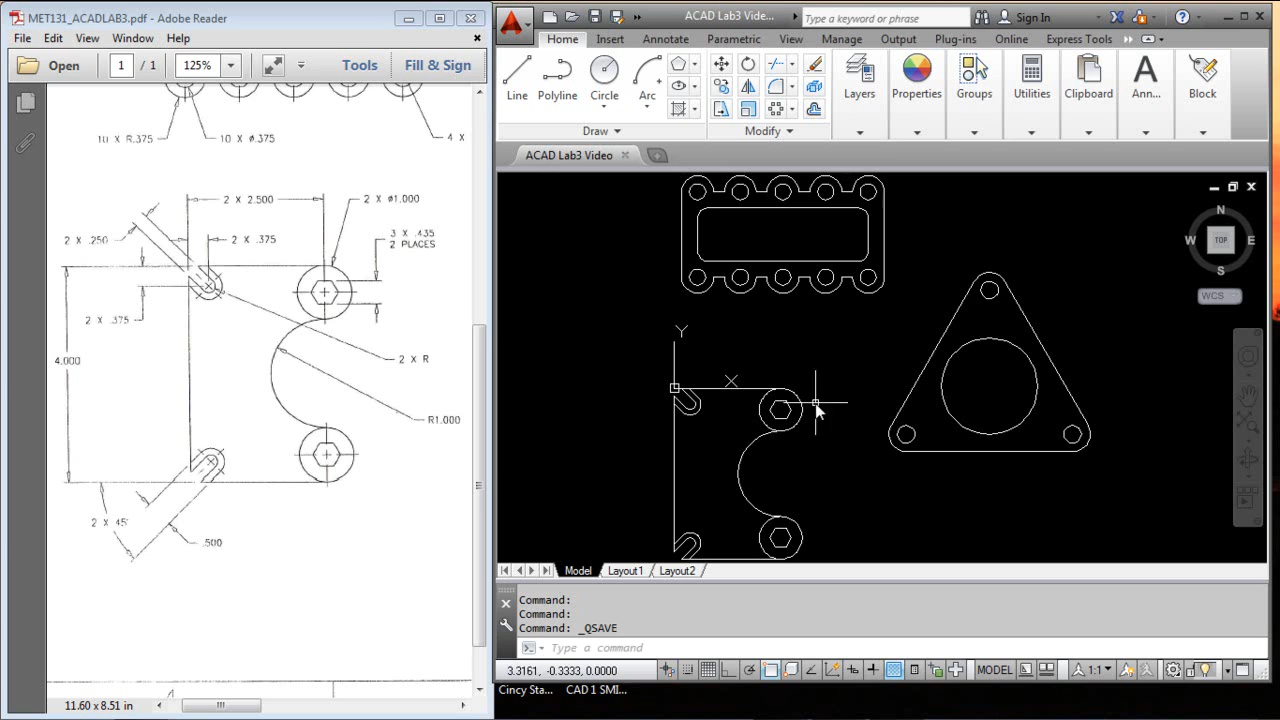 MET131_ACADLAB3.pdf - Adobe Reader
File Edit View Window Help
Open 1 / 1 125% Tools Fill & Sign
10 X R.375 10 X Ø.375 4 X
2 X 2.500 2 X Ø1.000
2 X .250 2 X .375 3 X .435
2 PLACES
2 X .375
4.000
2 X R
R1.000
2 X 45°
.500
11.60 x 8.51 in
ACAD Lab3 Vide... Type a keyword or phrase Sign In
Home Insert Annotate Parametric View Manage Output Plug-ins Online Express Tools
Line Polyline Circle Arc Layers Properties Groups Utilities Clipboard Ann... Block
Draw Modify
ACAD Lab3 Video
N
W TOP E
S
WCS
Y
X
Model Layout1 Layout2
Command:
Command:
Command: _QSAVE
Type a command
3.3161, -0.3333, 0.0000 MODEL 1:1
Cincy Sta... CAD 1 SMI...